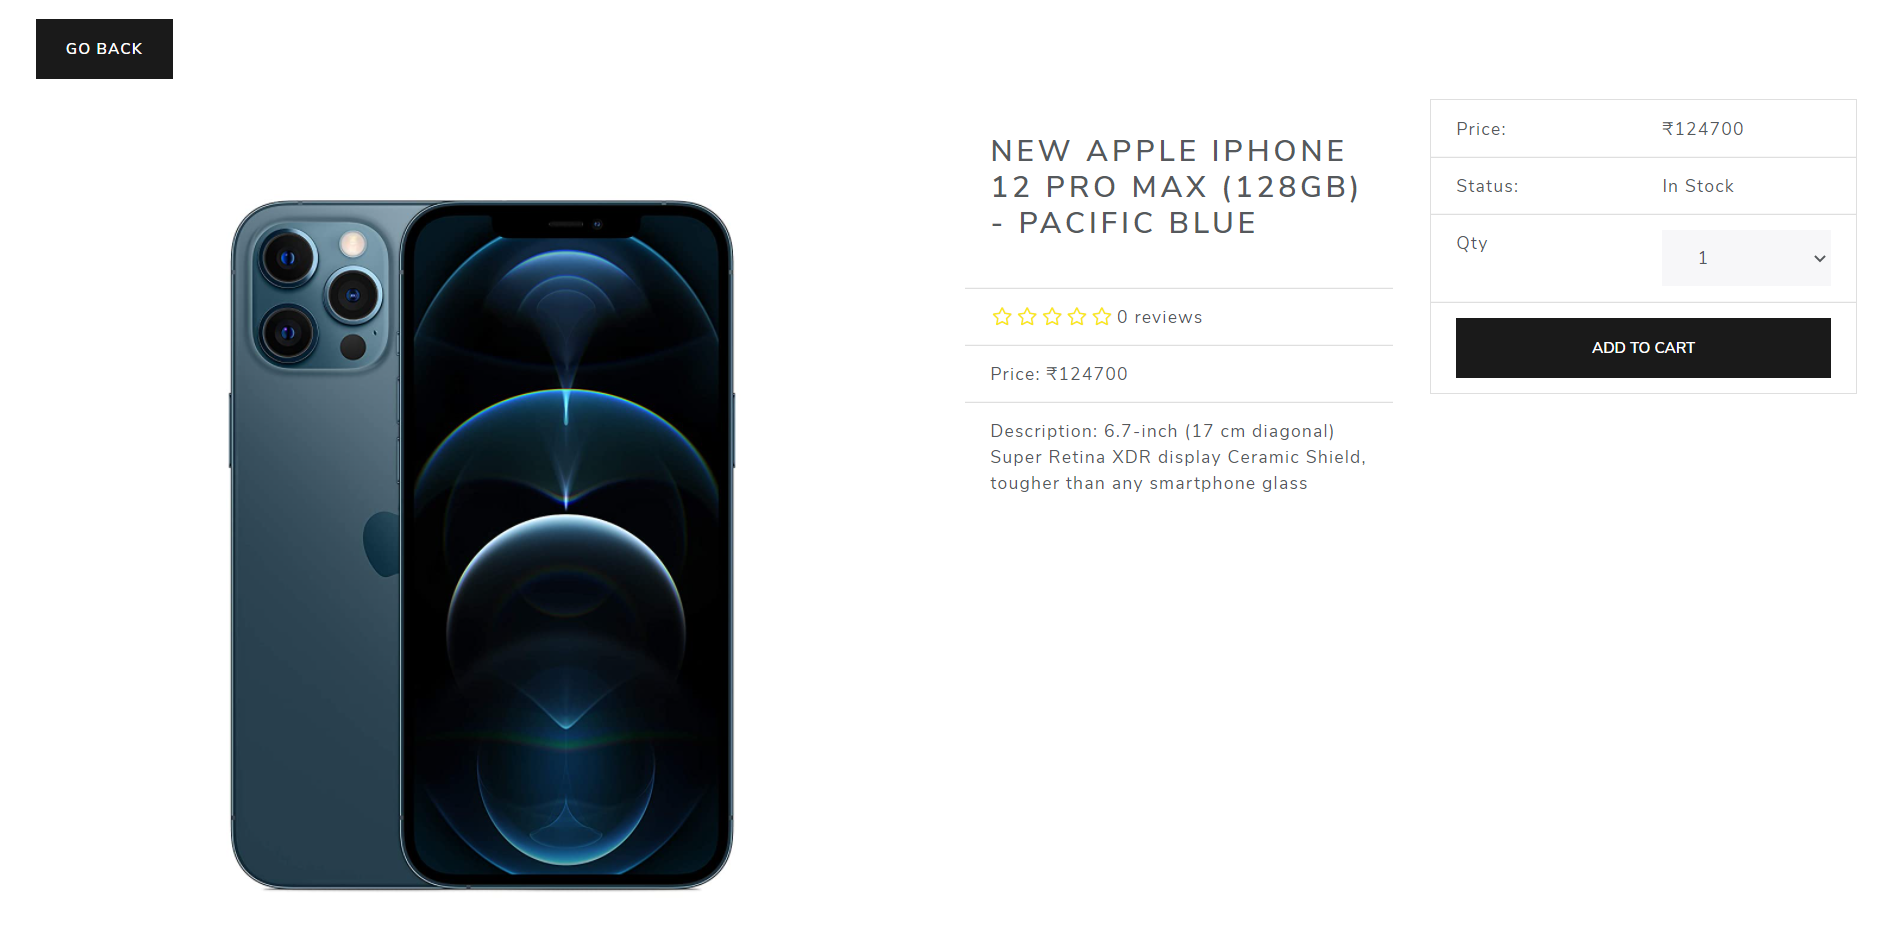 GO BACK
NEW APPLE IPHONE
12 PRO MAX (128GB)
- PACIFIC BLUE
0 reviews
Price: ₹124700
Description: 6.7-inch (17 cm diagonal)
Super Retina XDR display Ceramic Shield,
tougher than any smartphone glass
Price: ₹124700
Status: In Stock
Qty 1
ADD TO CART